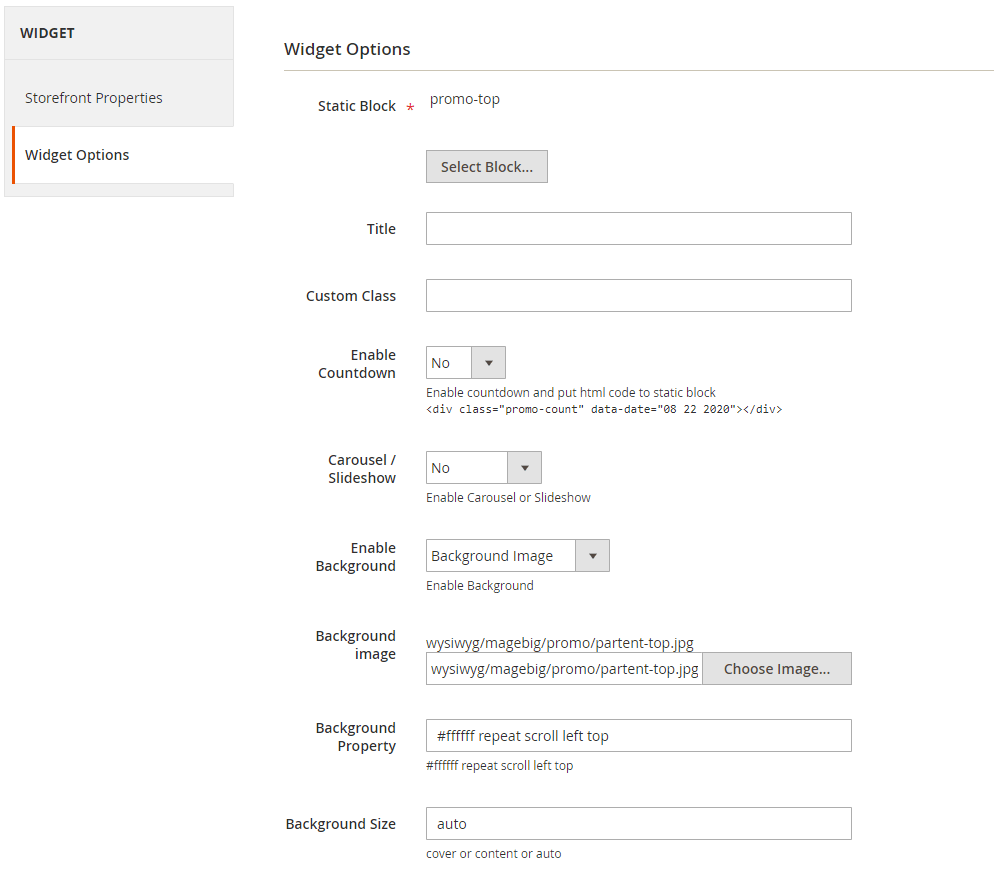 WIDGET
Storefront Properties
Widget Options
Widget Options
Static Block *
promo-top
Select Block...
Title
Custom Class
Enable
Countdown
No
Enable countdown and put html code to static block
<div class="promo-count" data-date="08 22 2020"></div>
Carousel /
Slideshow
No
Enable Carousel or Slideshow
Enable
Background
Background Image
Enable Background
Background
image
wysiwyg/magebig/promo/partent-top.jpg
wysiwyg/magebig/promo/partent-top.jpg
Choose Image...
Background
Property
#ffffff repeat scroll left top
#ffffff repeat scroll left top
Background Size
auto
cover or content or auto